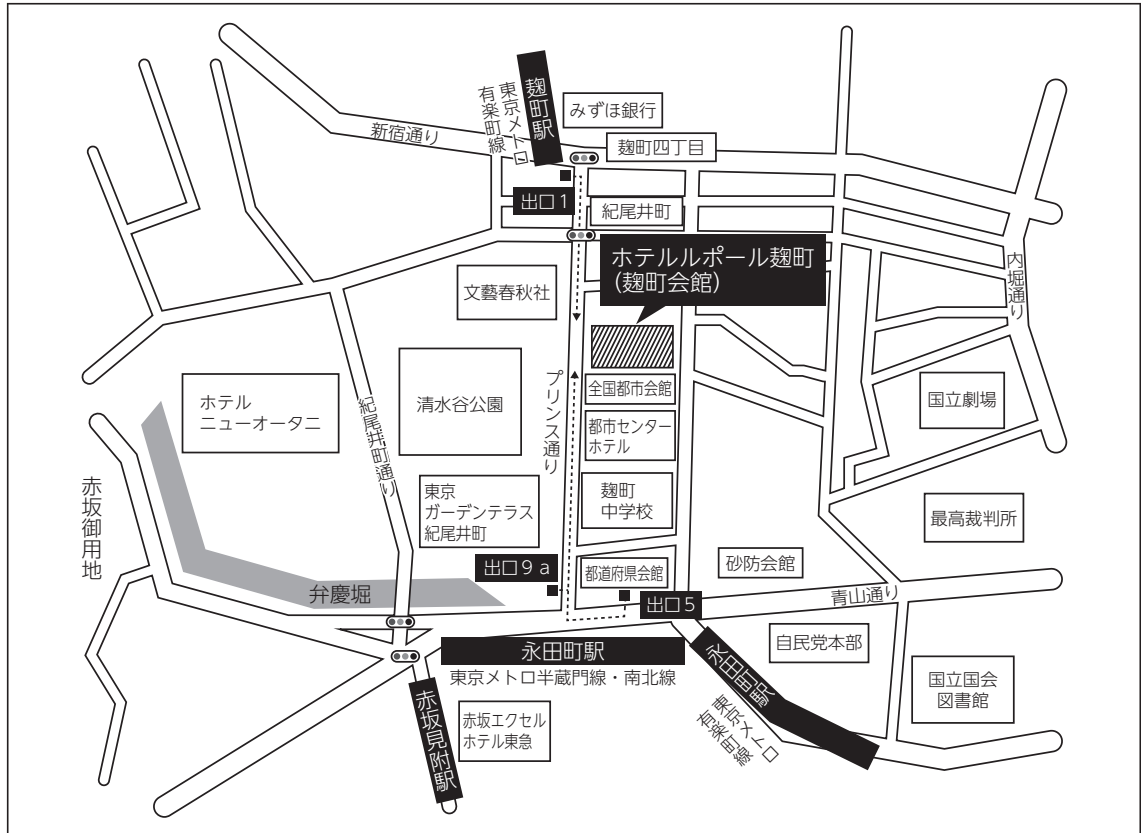 麹町駅
東京メトロ
有楽町線
みずほ銀行
新宿通り
麹町四丁目
出口1
紀尾井町
ホテルルポール麹町
(麹町会館)
内堀通り
文藝春秋社
プリンス通り
全国都市会館
清水谷公園
ホテル
ニューオータニ
紀尾井町通り
都市センター
ホテル
国立劇場
赤坂御用地
東京
ガーデンテラス
紀尾井町
麹町
中学校
最高裁判所
出口9a
都道府県会館
砂防会館
弁慶堀
出口5
青山通り
永田町駅
東京メトロ半蔵門線・南北線
自民党本部
永田町駅
東京メトロ
有楽町線
国立国会
図書館
赤坂見附駅
赤坂エクセル
ホテル東急